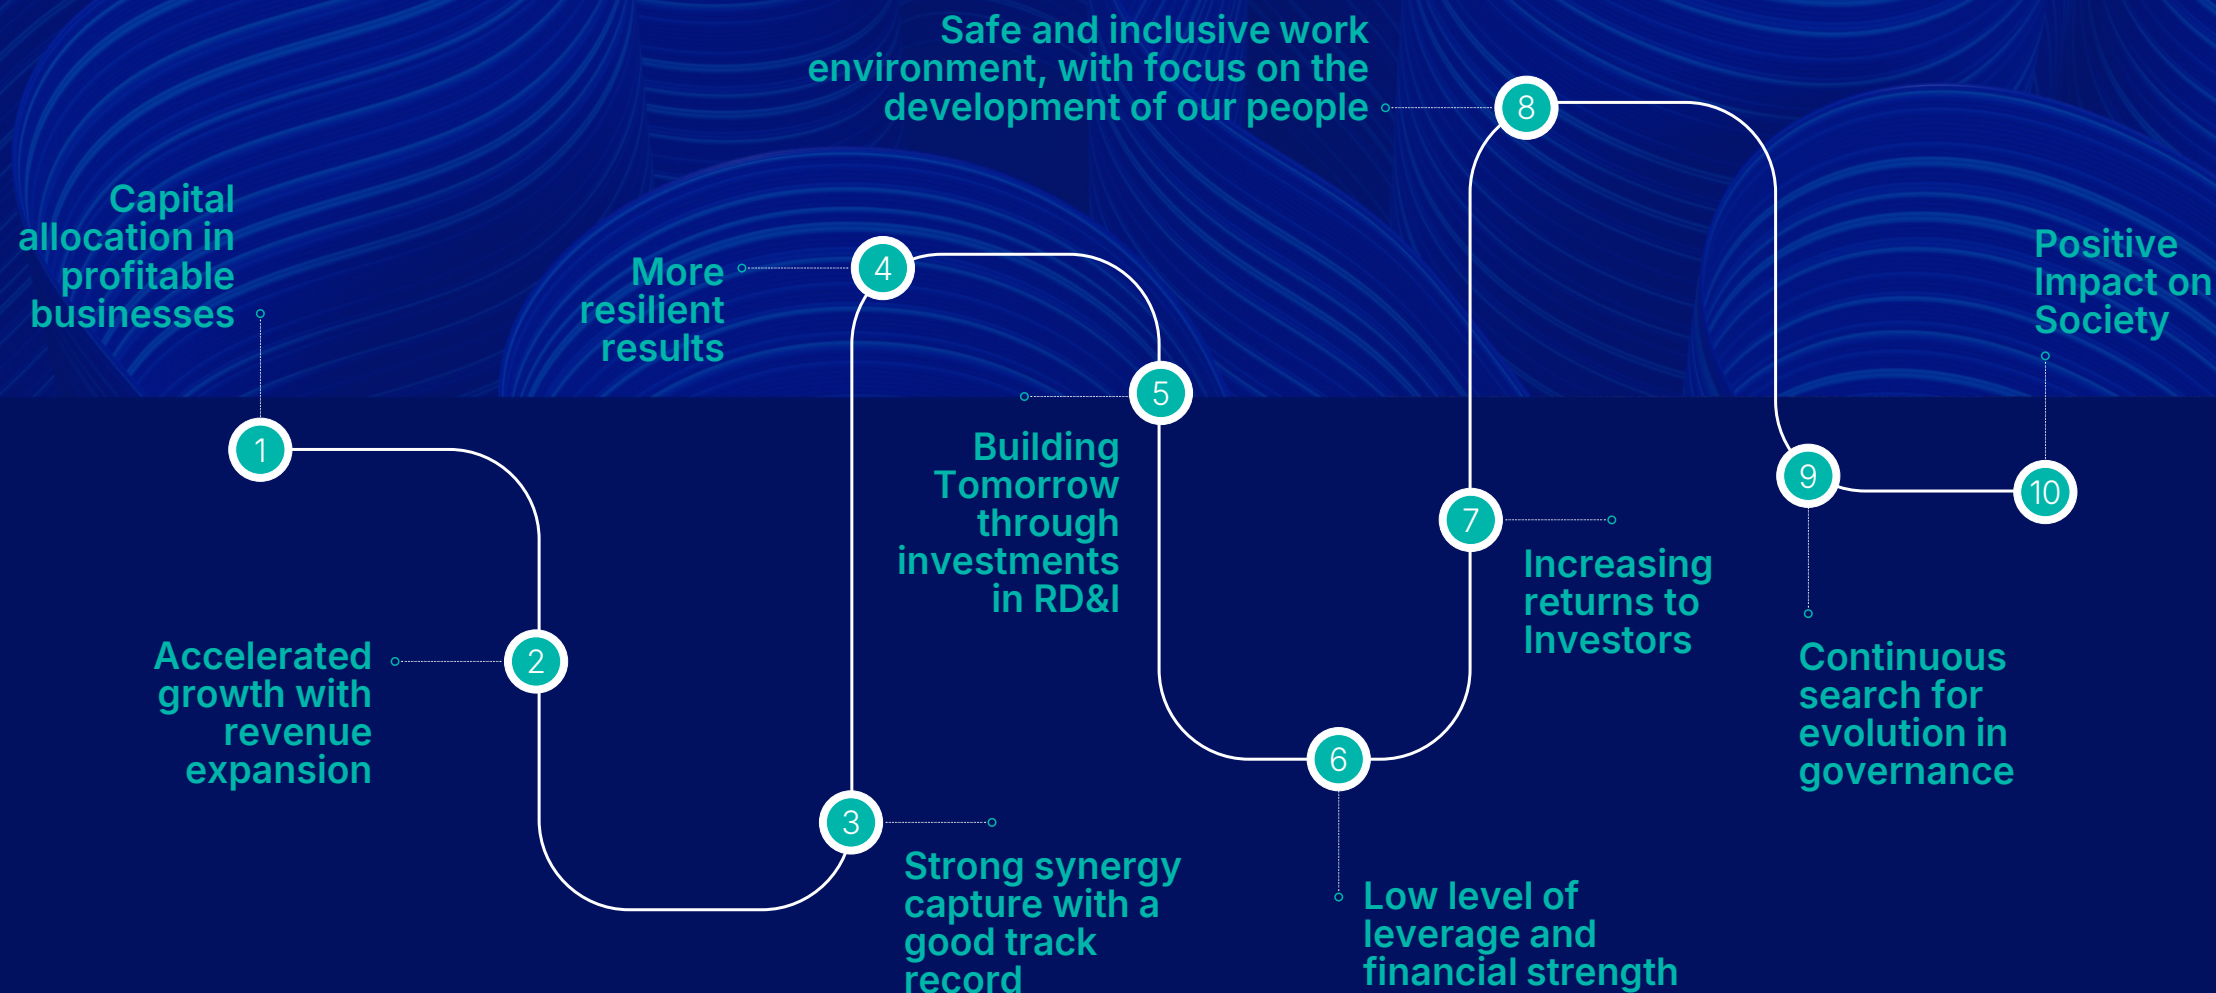 1
Capital
allocation in
profitable
businesses
2
Accelerated
growth with
revenue
expansion
3
Strong synergy
capture with a
good track
record
4
More
resilient
results
5
Building
Tomorrow
through
investments
in RD&I
6
Low level of
leverage and
financial strength
7
Increasing
returns to
Investors
8
Safe and inclusive work
environment, with focus on the
development of our people
9
Continuous
search for
evolution in
governance
10
Positive
Impact on
Society